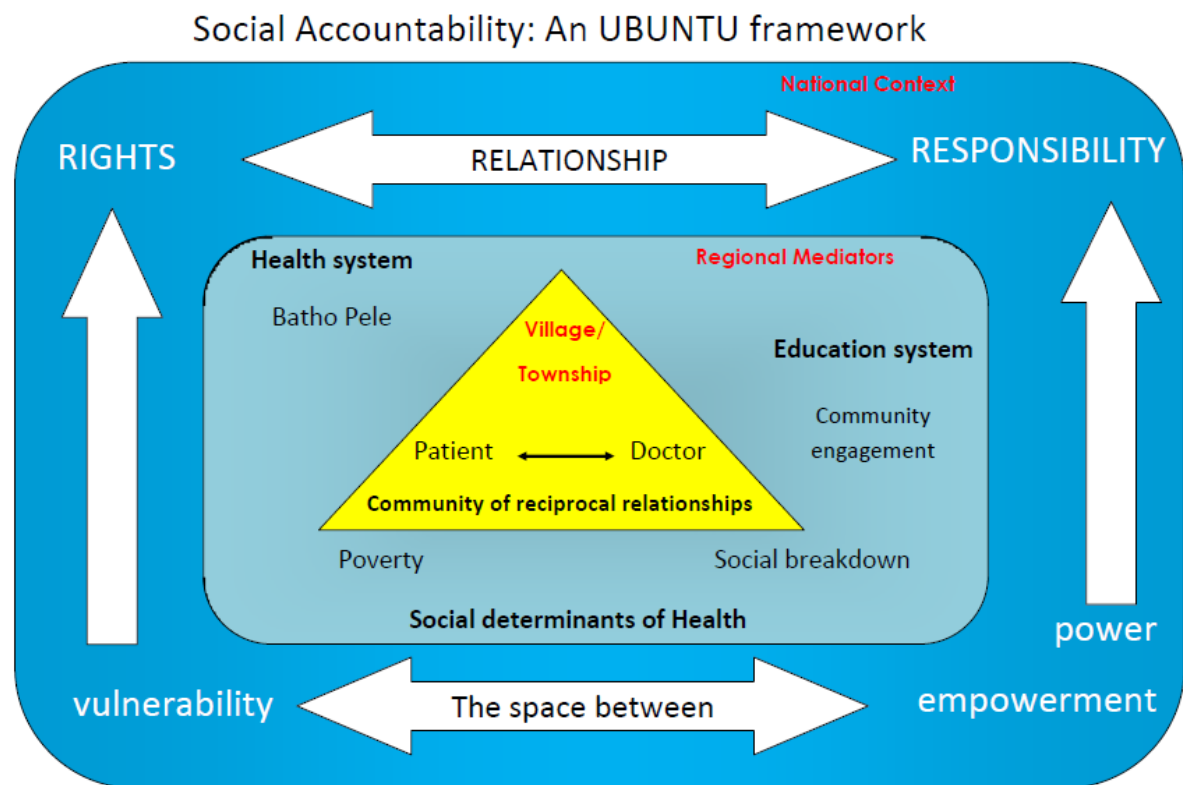 Social Accountability: An UBUNTU framework
National Context
RIGHTS
RELATIONSHIP
RESPONSIBILITY
Health system
Regional Mediators
Batho Pele
Village/
Township
Education system
Community
engagement
Patient
Doctor
Community of reciprocal relationships
Poverty
Social breakdown
Social determinants of Health
power
vulnerability
The space between
empowerment